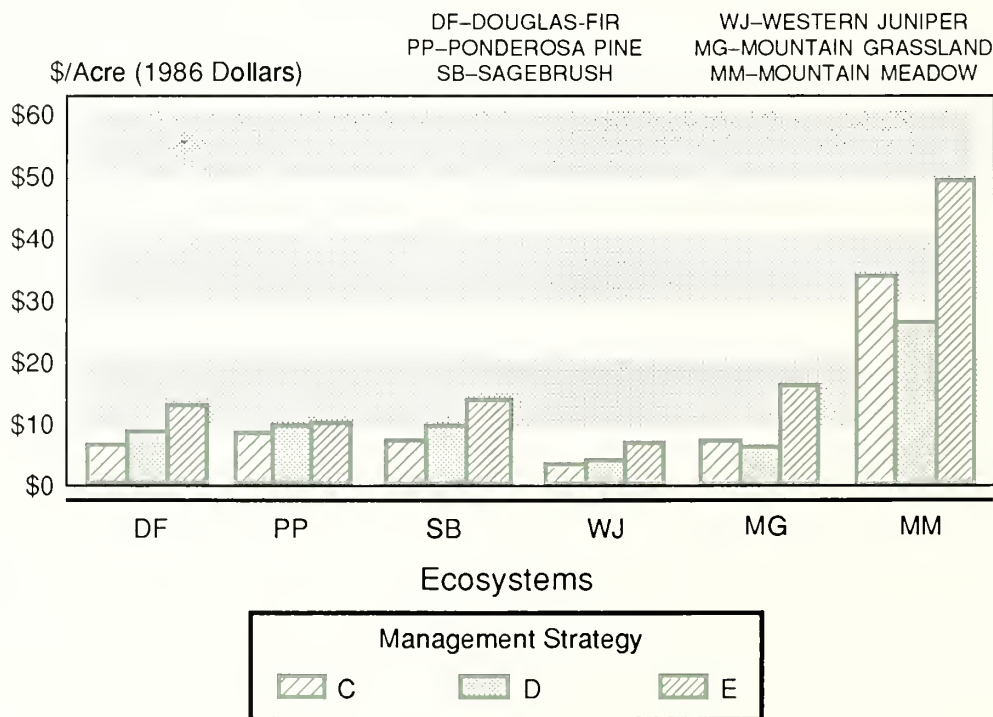 DF–DOUGLAS-FIR
PP–PONDEROSA PINE
SB–SAGEBRUSH
WJ–WESTERN JUNIPER
MG–MOUNTAIN GRASSLAND
MM–MOUNTAIN MEADOW
$/Acre (1986 Dollars)
$60
$50
$40
$30
$20
$10
$0
DF PP SB WJ MG MM
Ecosystems
Management Strategy
C D E